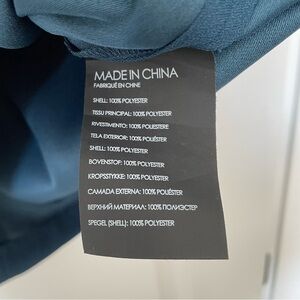 MADE IN CHINA
FABRIQUÉ EN CHINE
SHELL: 100% POLYESTER
TISSU PRINCIPAL: 100% POLYESTER
RIVESTIMENTO: 100% POLIESTERE
TELA EXTERIOR: 100% POLIÉSTER
SHELL: 100% POLYESTER
BOVENSTOF: 100% POLYESTER
KROPSSTYKKE: 100% POLYESTER
CAMADA EXTERNA: 100% POLIÉSTER
ВЕРХНИЙ МАТЕРИАЛ: 100% ПОЛИЭСТЕР
SPEGEL (SHELL): 100% POLYESTER